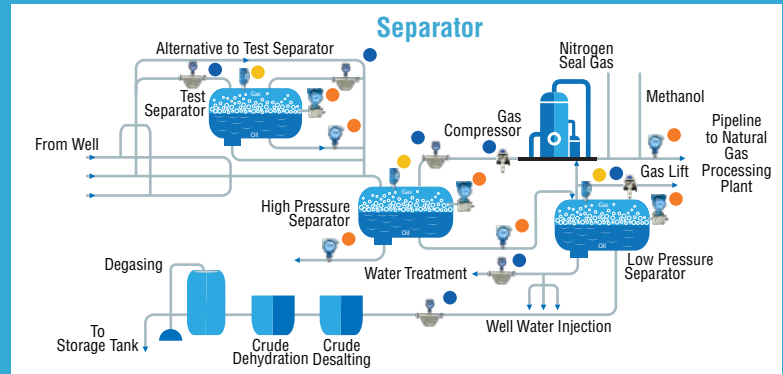 Separator
Alternative to Test Separator
Nitrogen
Seal Gas
Test
Separator
Gas
Oil
Methanol
Gas
Compressor
Pipeline
to Natural
Gas
Processing
Plant
From Well
Gas Lift
High Pressure
Separator
Gas
Oil
Gas
Oil
Low Pressure
Separator
Degasing
Water Treatment
Well Water Injection
To
Storage Tank
Crude
Dehydration
Crude
Desalting